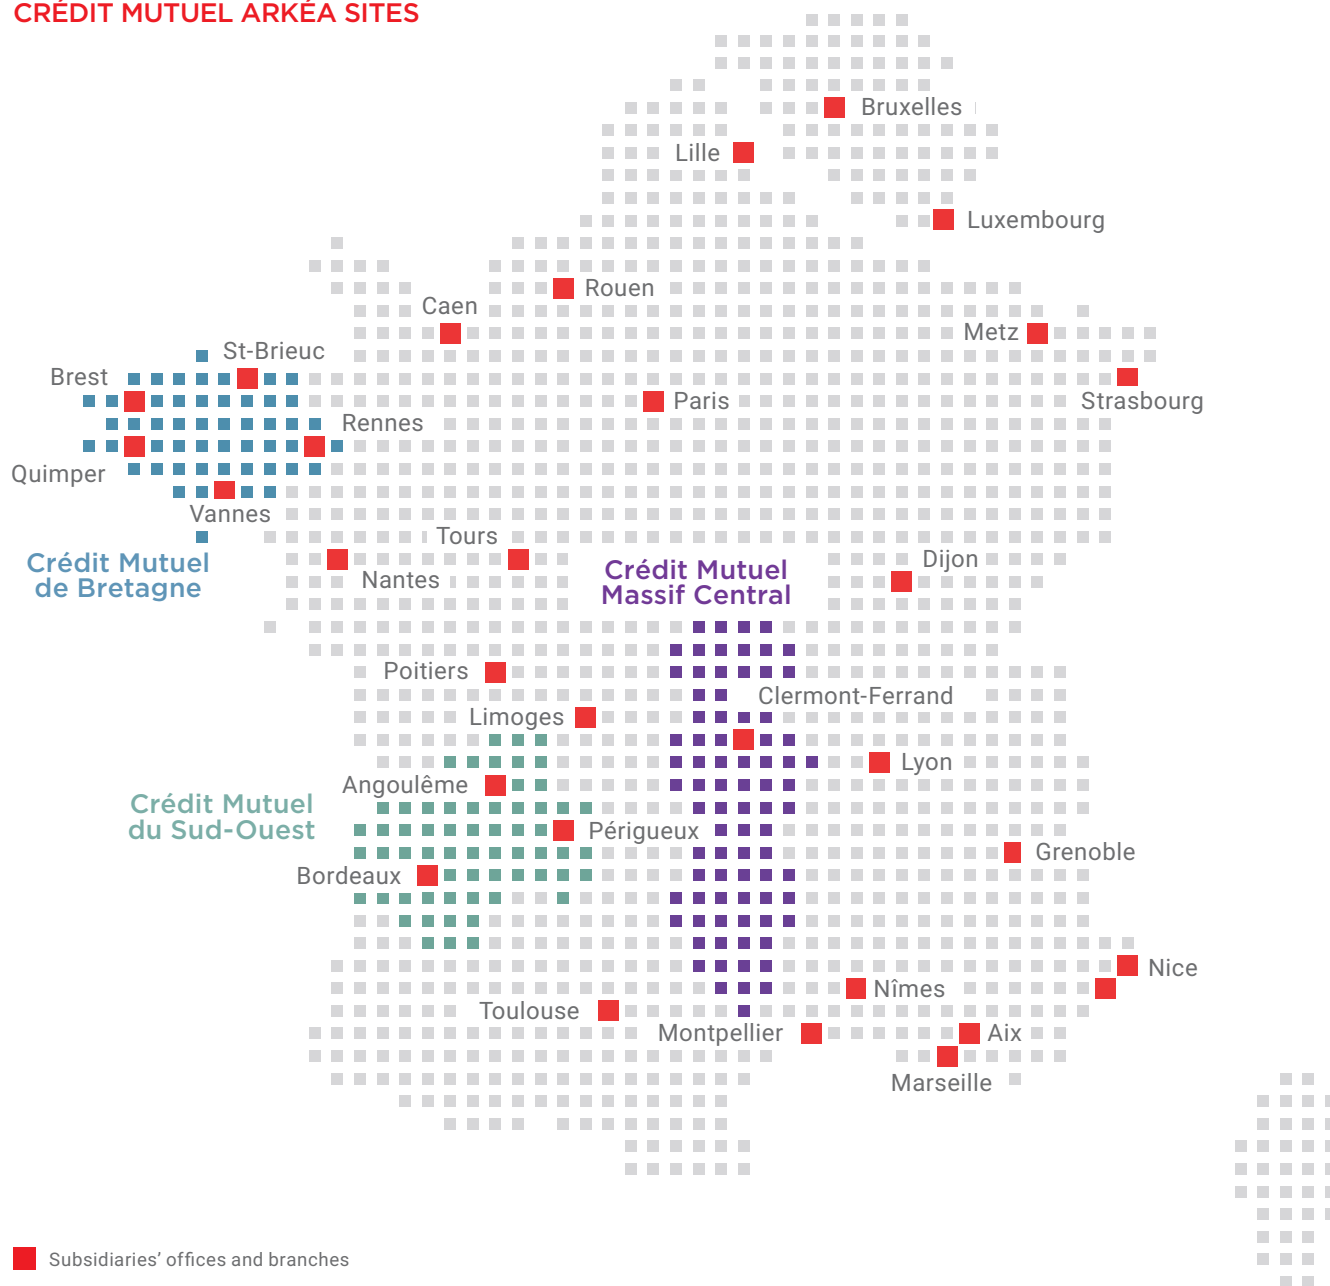 CRÉDIT MUTUEL ARKÉA SITES
Bruxelles
Lille
Luxembourg
Rouen
Caen
Metz
St-Brieuc
Brest
Paris
Strasbourg
Rennes
Quimper
Vannes
Tours
Crédit Mutuel
de Bretagne
Nantes
Crédit Mutuel
Massif Central
Dijon
Poitiers
Clermont-Ferrand
Limoges
Lyon
Angoulême
Crédit Mutuel
du Sud-Ouest
Périgueux
Grenoble
Bordeaux
Nice
Nîmes
Toulouse
Montpellier
Aix
Marseille
Subsidiaries’ offices and branches